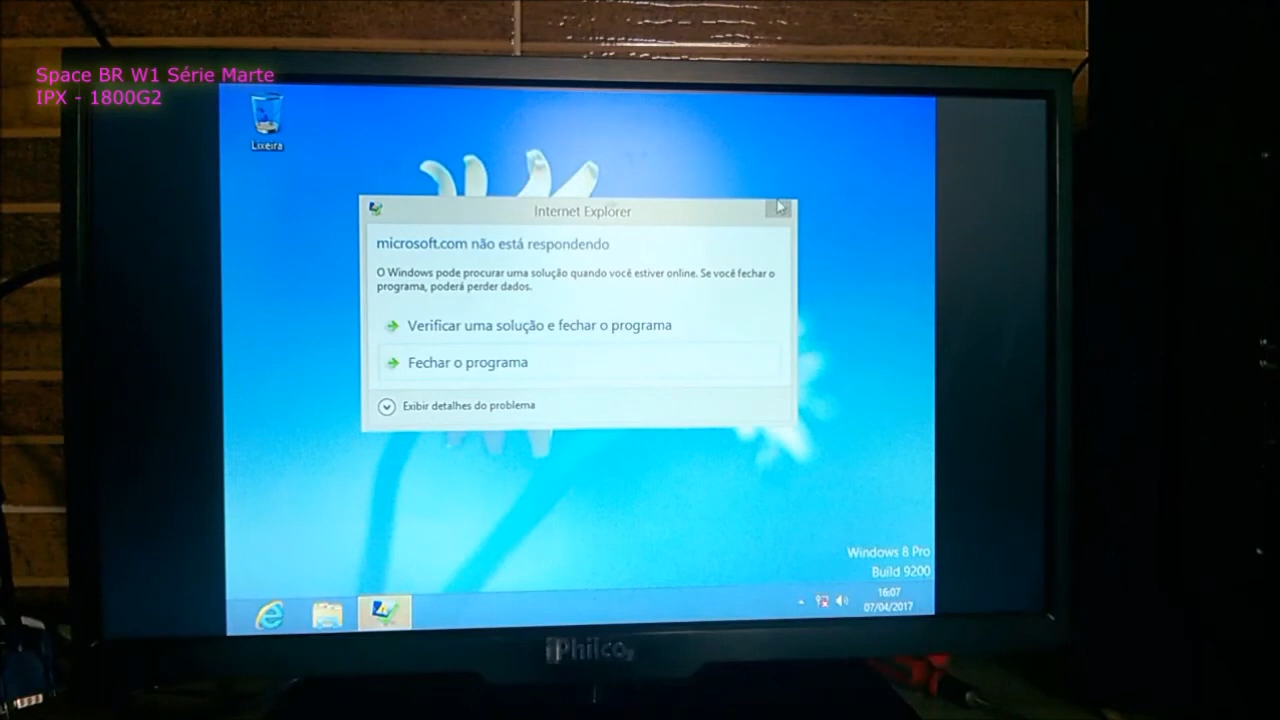 Space BR W1 Série Marte
IPX - 1800G2
Lixeira
Internet Explorer
microsoft.com não está respondendo
O Windows pode procurar uma solução quando você estiver online. Se você fechar o
programa, poderá perder dados.
Verificar uma solução e fechar o programa
Fechar o programa
Exibir detalhes do problema
Windows 8 Pro
Build 9200
16:07
07/04/2017
Philco